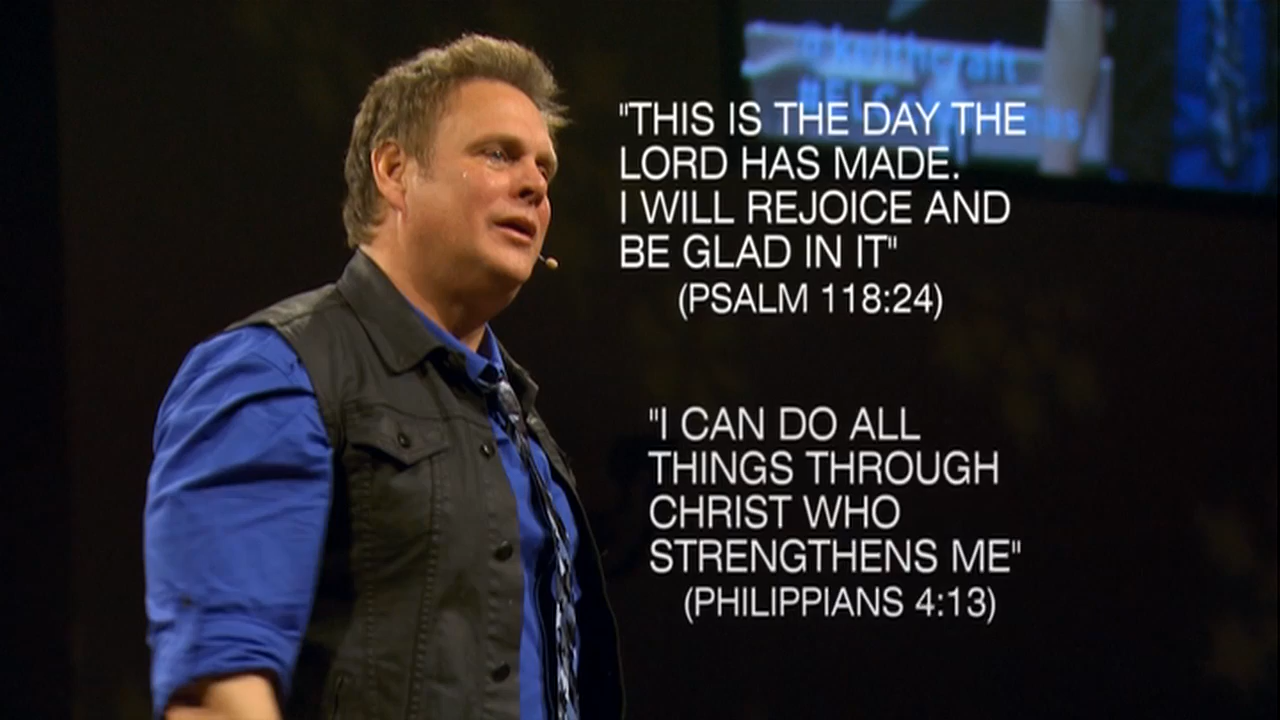 @keithcraft
"THIS IS THE DAY THE
LORD HAS MADE.
I WILL REJOICE AND
BE GLAD IN IT"
(PSALM 118:24)
"I CAN DO ALL
THINGS THROUGH
CHRIST WHO
STRENGTHENS ME"
(PHILIPPIANS 4:13)